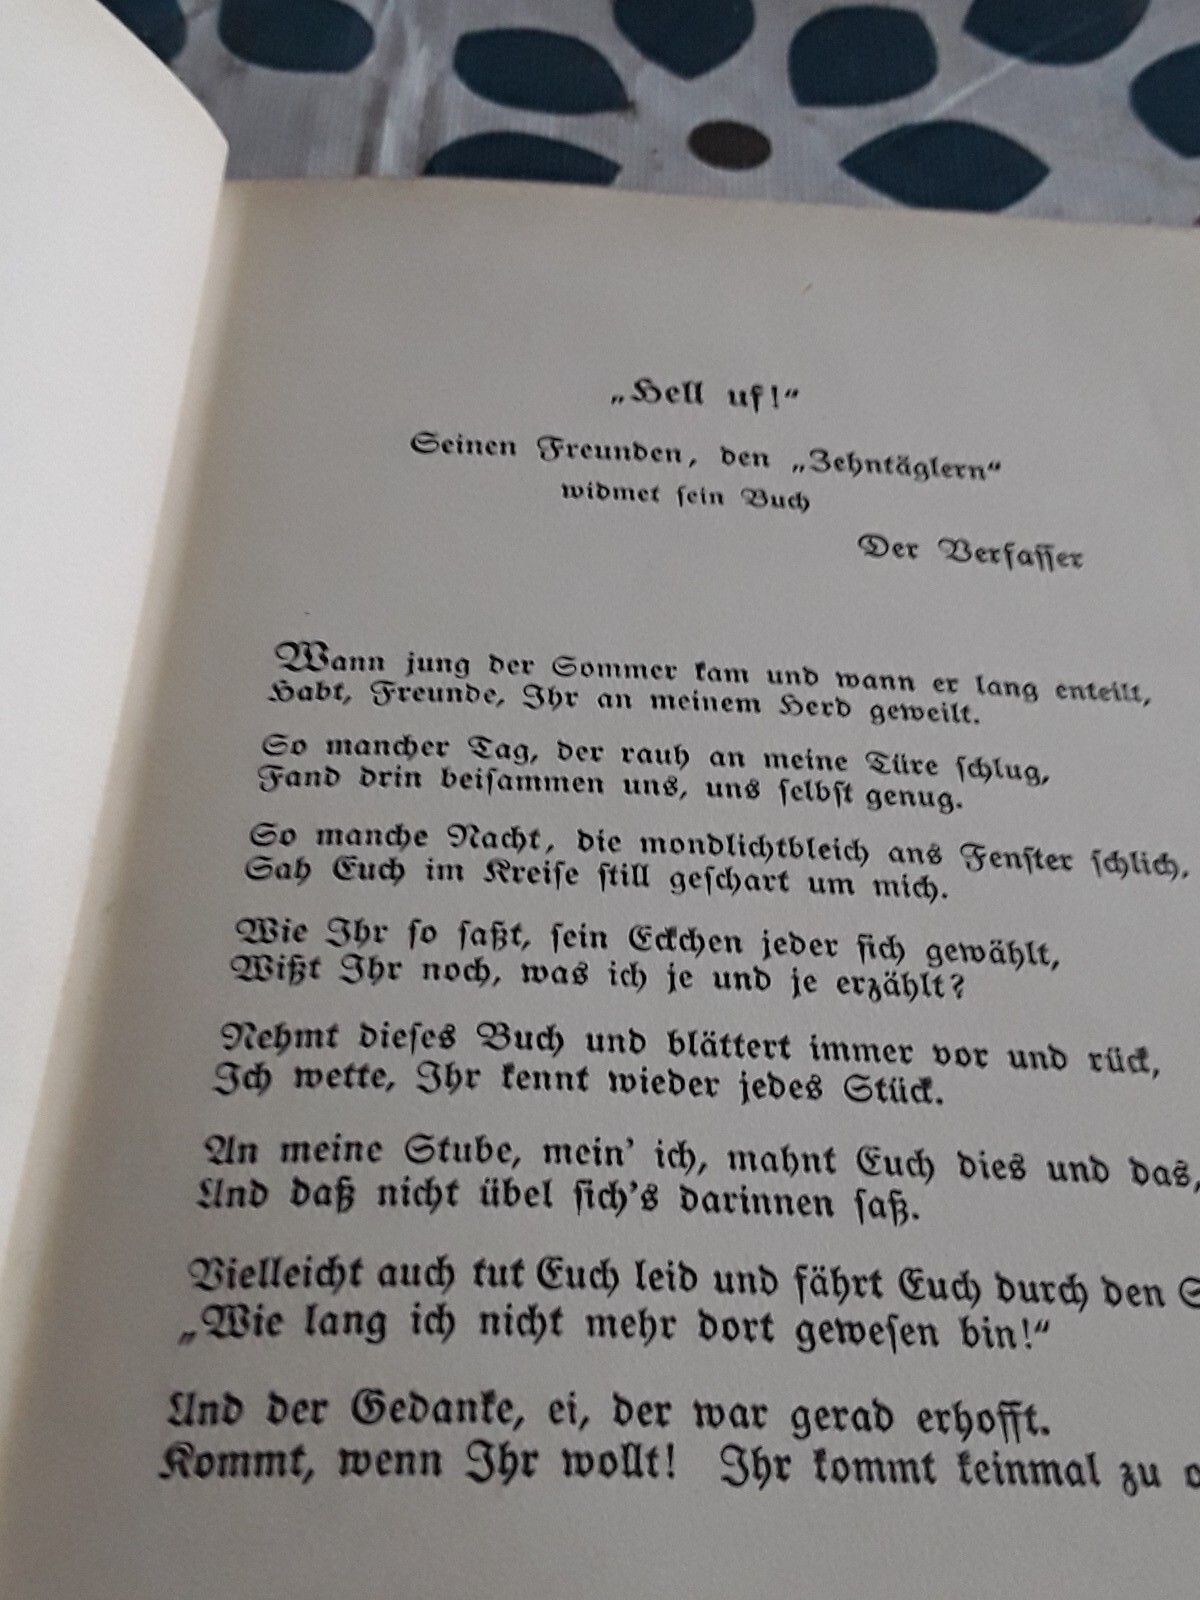 „Hell uf!“
Seinen Freunden, den „Zehntäglern“
widmet sein Buch
Der Verfasser
Wann jung der Sommer kam und wann er lang enteilt,
Habt, Freunde, Ihr an meinem Herd geweilt.
So mancher Tag, der rauh an meine Türe schlug,
Fand drin beisammen uns, uns selbst genug.
So manche Nacht, die mondlichtbleich ans Fenster schlich,
Sah Euch im Kreise still geschart um mich.
Wie Ihr so saßt, sein Eckchen jeder sich gewählt,
Wißt Ihr noch, was ich je und je erzählt?
Nehmt dieses Buch und blättert immer vor und rück,
Ich wette, Ihr kennt wieder jedes Stück.
An meine Stube, mein’ ich, mahnt Euch dies und das,
Und daß nicht übel sich’s darinnen saß.
Vielleicht auch tut Euch leid und fährt Euch durch den
„Wie lang ich nicht mehr dort gewesen bin!“
Und der Gedanke, ei, der war gerad erhofft.
Kommt, wenn Ihr wollt! Ihr kommt keinmal zu